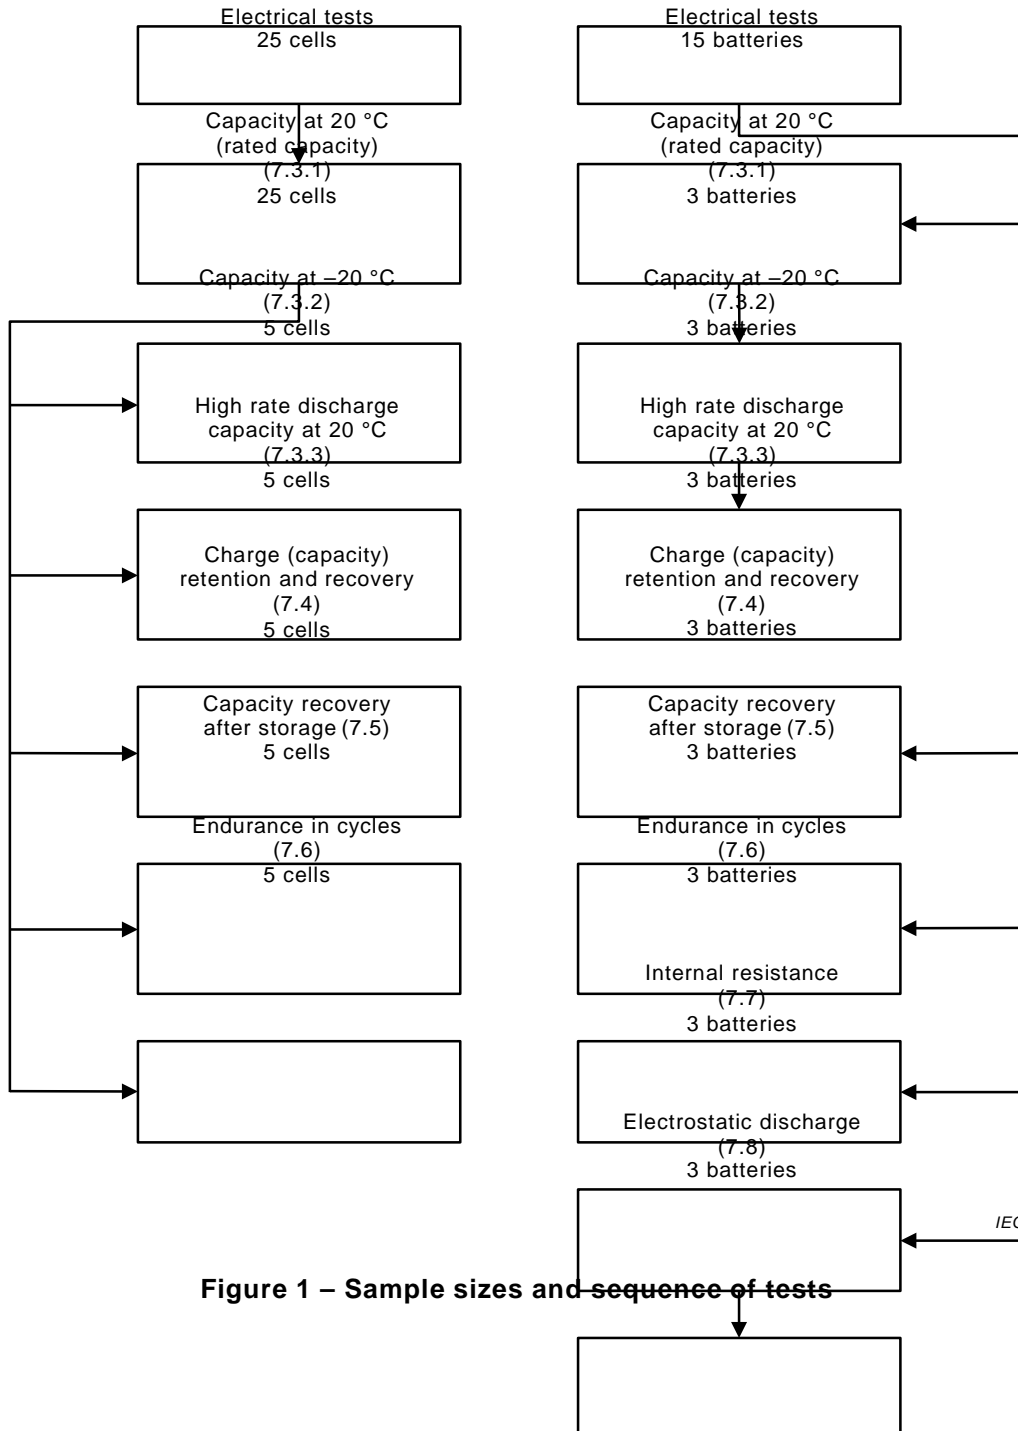 Electrical tests
25 cells
Capacity at 20 °C
(rated capacity)
(7.3.1)
25 cells
Capacity at –20 °C
(7.3.2)
5 cells
High rate discharge
capacity at 20 °C
(7.3.3)
5 cells
Charge (capacity)
retention and recovery
(7.4)
5 cells
Capacity recovery
after storage (7.5)
5 cells
Endurance in cycles
(7.6)
5 cells
Electrical tests
15 batteries
Capacity at 20 °C
(rated capacity)
(7.3.1)
3 batteries
Capacity at –20 °C
(7.3.2)
3 batteries
High rate discharge
capacity at 20 °C
(7.3.3)
3 batteries
Charge (capacity)
retention and recovery
(7.4)
3 batteries
Capacity recovery
after storage (7.5)
3 batteries
Endurance in cycles
(7.6)
3 batteries
Internal resistance
(7.7)
3 batteries
Electrostatic discharge
(7.8)
3 batteries
Figure 1 – Sample sizes and sequence of tests